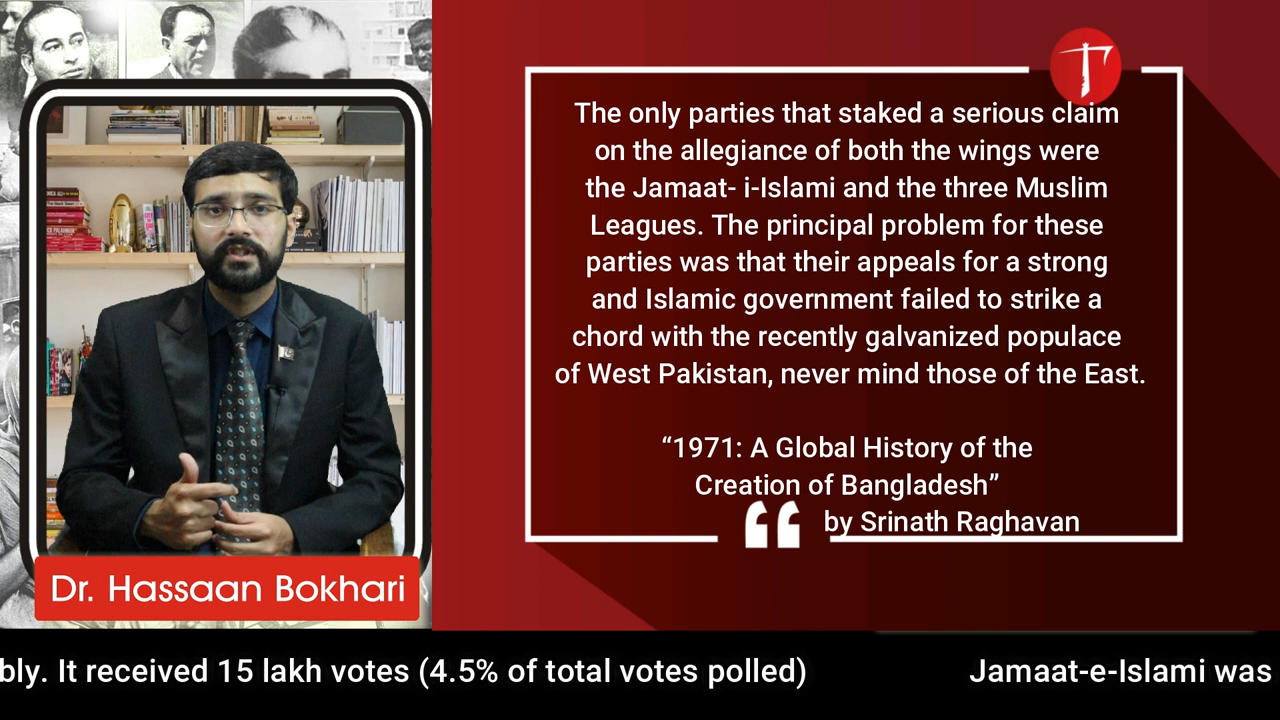 The only parties that staked a serious claim
on the allegiance of both the wings were
the Jamaat- i-Islami and the three Muslim
Leagues. The principal problem for these
parties was that their appeals for a strong
and Islamic government failed to strike a
chord with the recently galvanized populace
of West Pakistan, never mind those of the East.
“1971: A Global History of the
Creation of Bangladesh”
by Srinath Raghavan
Dr. Hassaan Bokhari
bly. It received 15 lakh votes (4.5% of total votes polled) Jamaat-e-Islami was